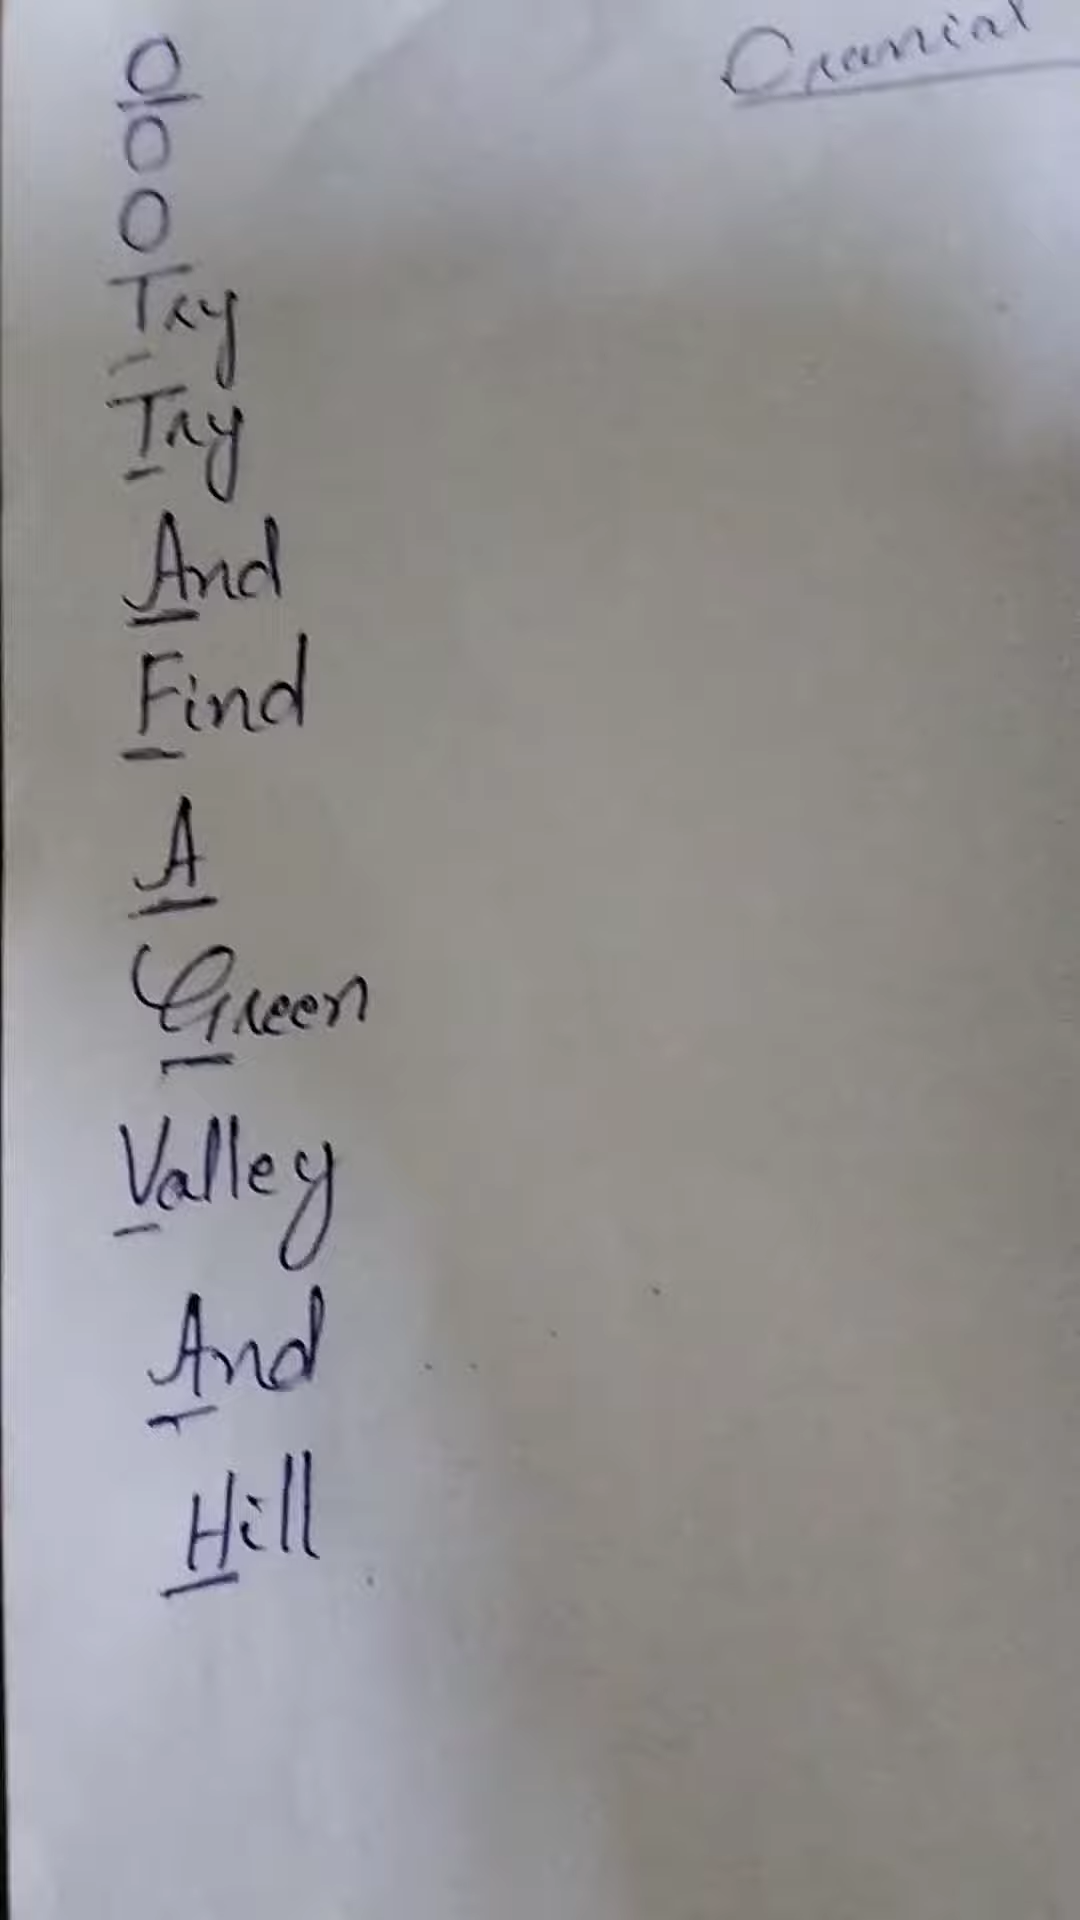 Cranial
O
O
O
Try
Try
And
Find
A
Green
Valley
And
Hill